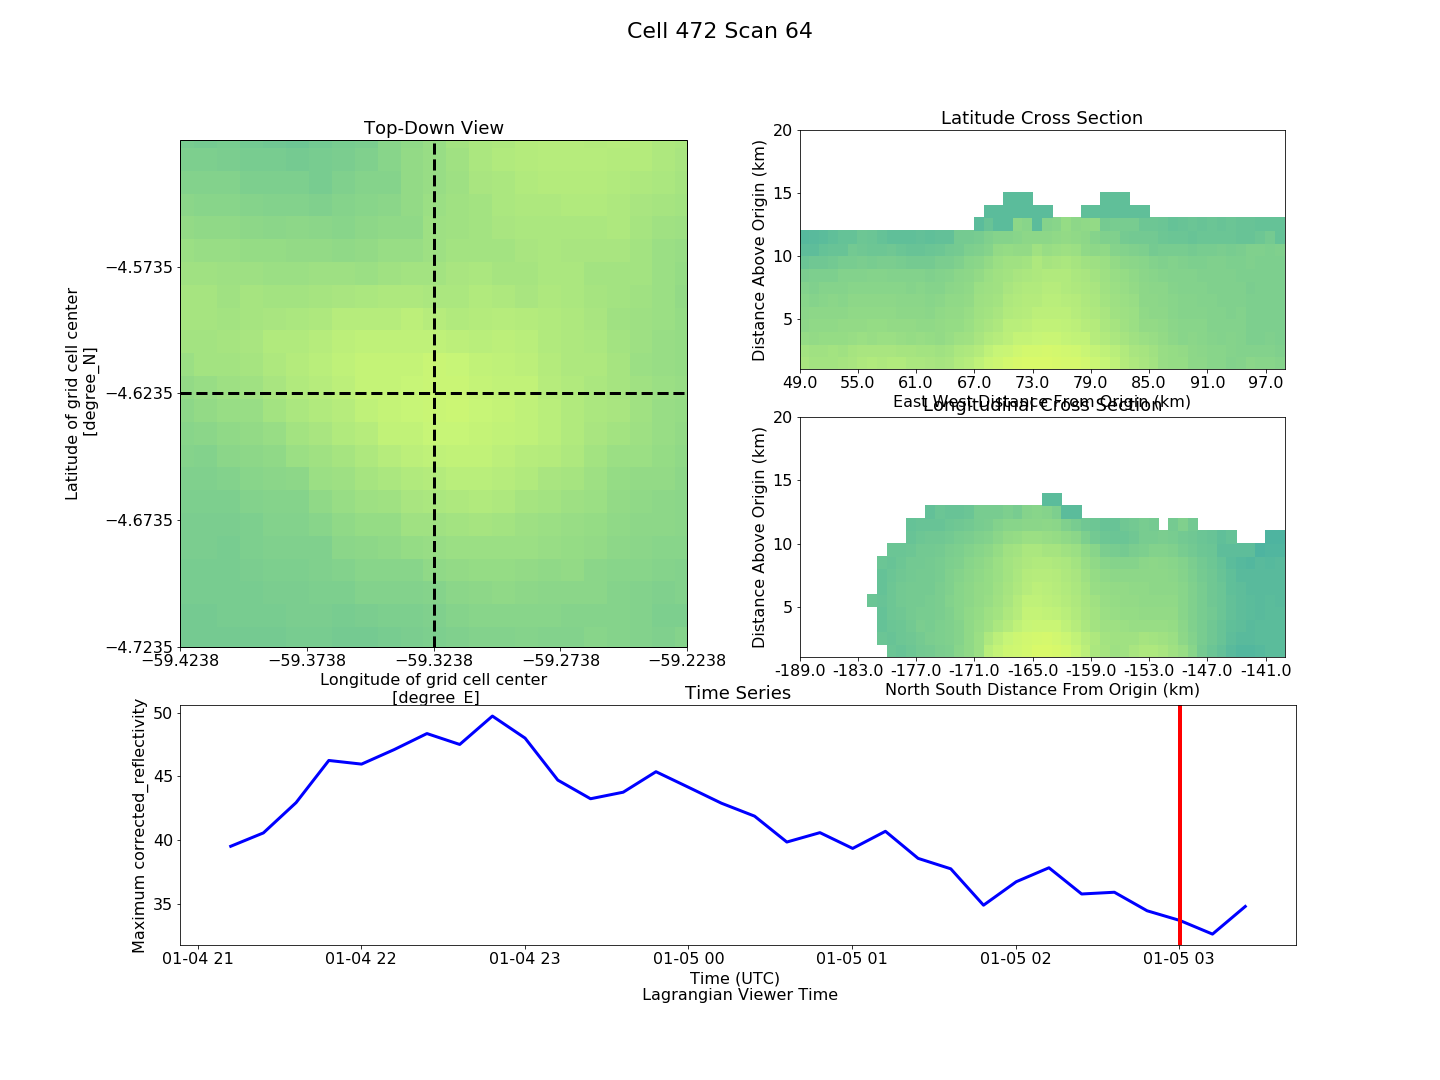 Cell 472 Scan 64
Top-Down View
−4.5735
−4.6235
−4.6735
−4.7235
Latitude of grid cell center
[degree_N]
−59.4238 −59.3738 −59.3238 −59.2738 −59.2238
Longitude of grid cell center
[degree_E]
Latitude Cross Section
20
15
10
5
Distance Above Origin (km)
49.0 55.0 61.0 67.0 73.0 79.0 85.0 91.0 97.0
East West Distance From Origin (km)
Longitudinal Cross Section
20
15
10
5
Distance Above Origin (km)
-189.0 -183.0 -177.0 -171.0 -165.0 -159.0 -153.0 -147.0 -141.0
North South Distance From Origin (km)
Time Series
50
45
40
35
Maximum corrected_reflectivity
01-04 21 01-04 22 01-04 23 01-05 00 01-05 01 01-05 02 01-05 03
Time (UTC)
Lagrangian Viewer Time